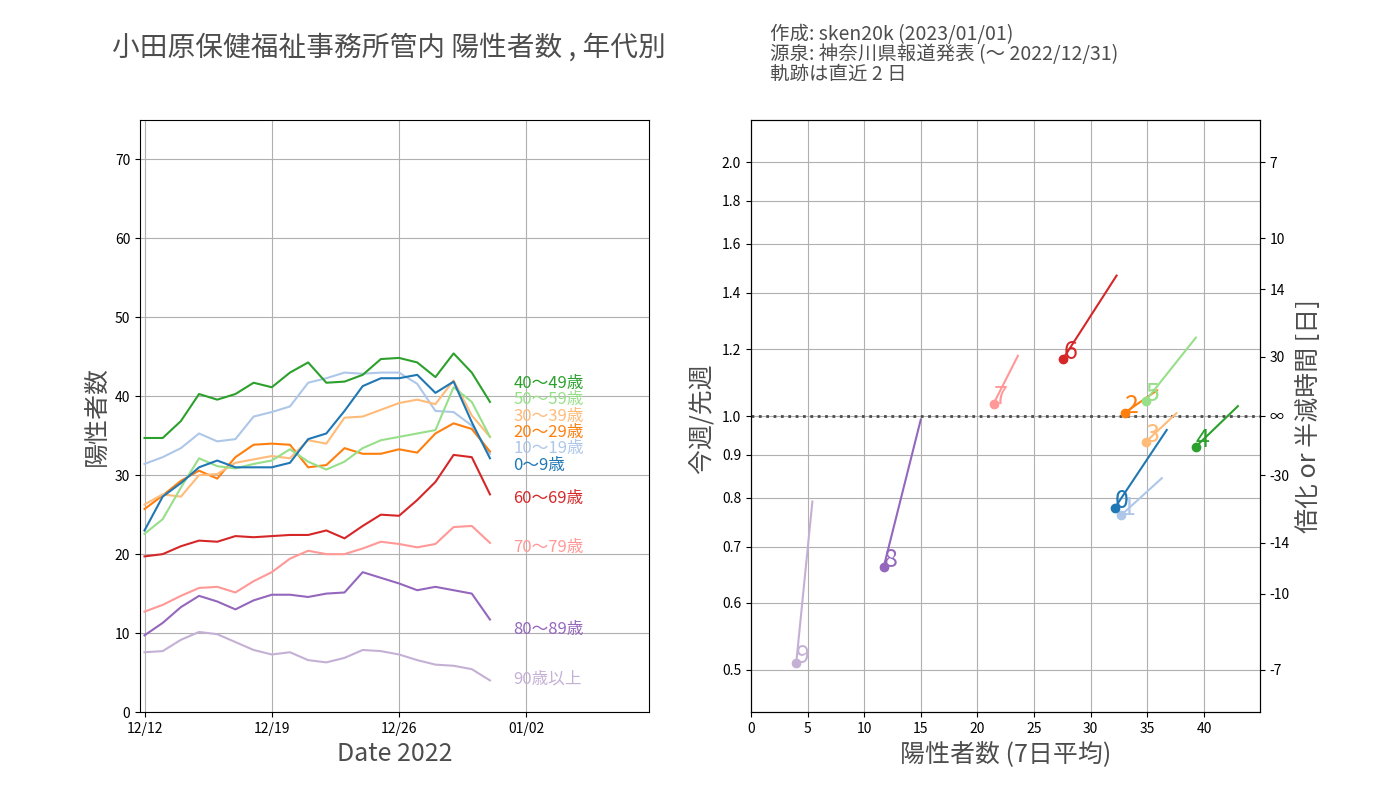 小田原保健福祉事務所管内 陽性者数 , 年代別
作成: sken20k (2023/01/01)
源泉: 神奈川県報道発表 (～ 2022/12/31)
軌跡は直近 2 日
陽性者数
70
60
50
40
30
20
10
0
40～49歳
50～59歳
30～39歳
20～29歳
10～19歳
0～9歳
60～69歳
70～79歳
80～89歳
90歳以上
12/12
12/19
12/26
01/02
Date 2022
今週/先週
2.0
1.8
1.6
1.4
1.2
1.0
0.9
0.8
0.7
0.6
0.5
6
7
2
5
3
4
0
1
8
9
0
5
10
15
20
25
30
35
40
陽性者数 (7日平均)
7
10
14
30
∞
-30
-14
-10
-7
倍化 or 半減時間 [日]